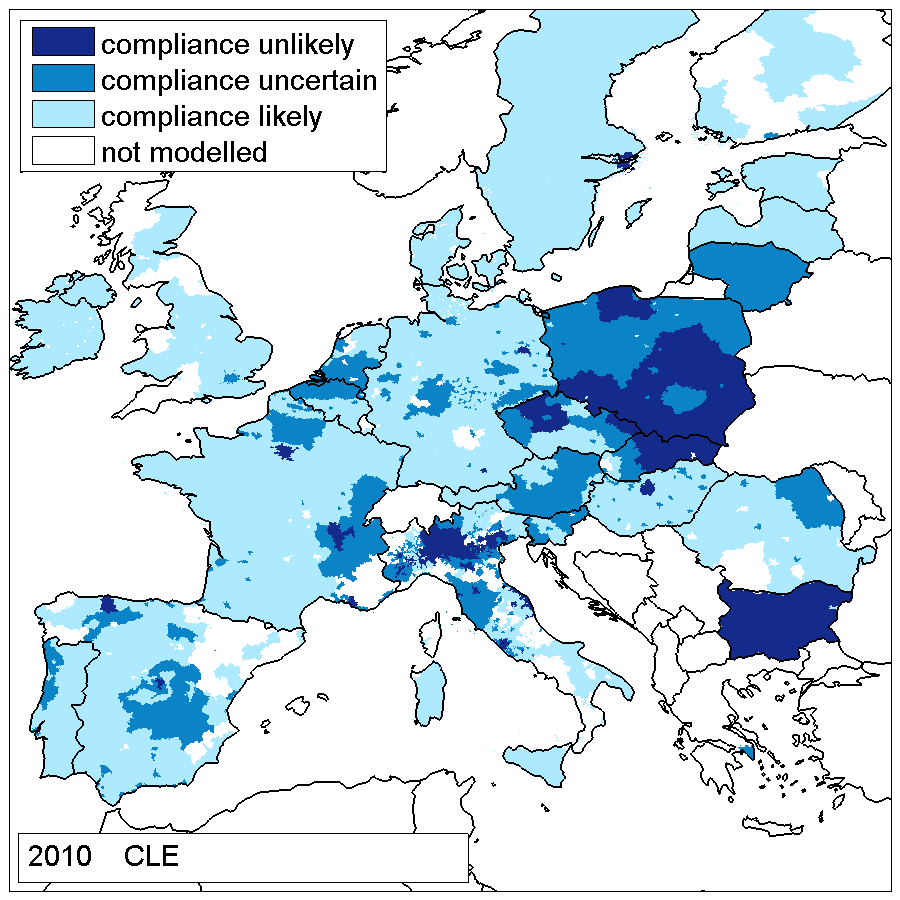 compliance unlikely
compliance uncertain
compliance likely
not modelled
2010 CLE